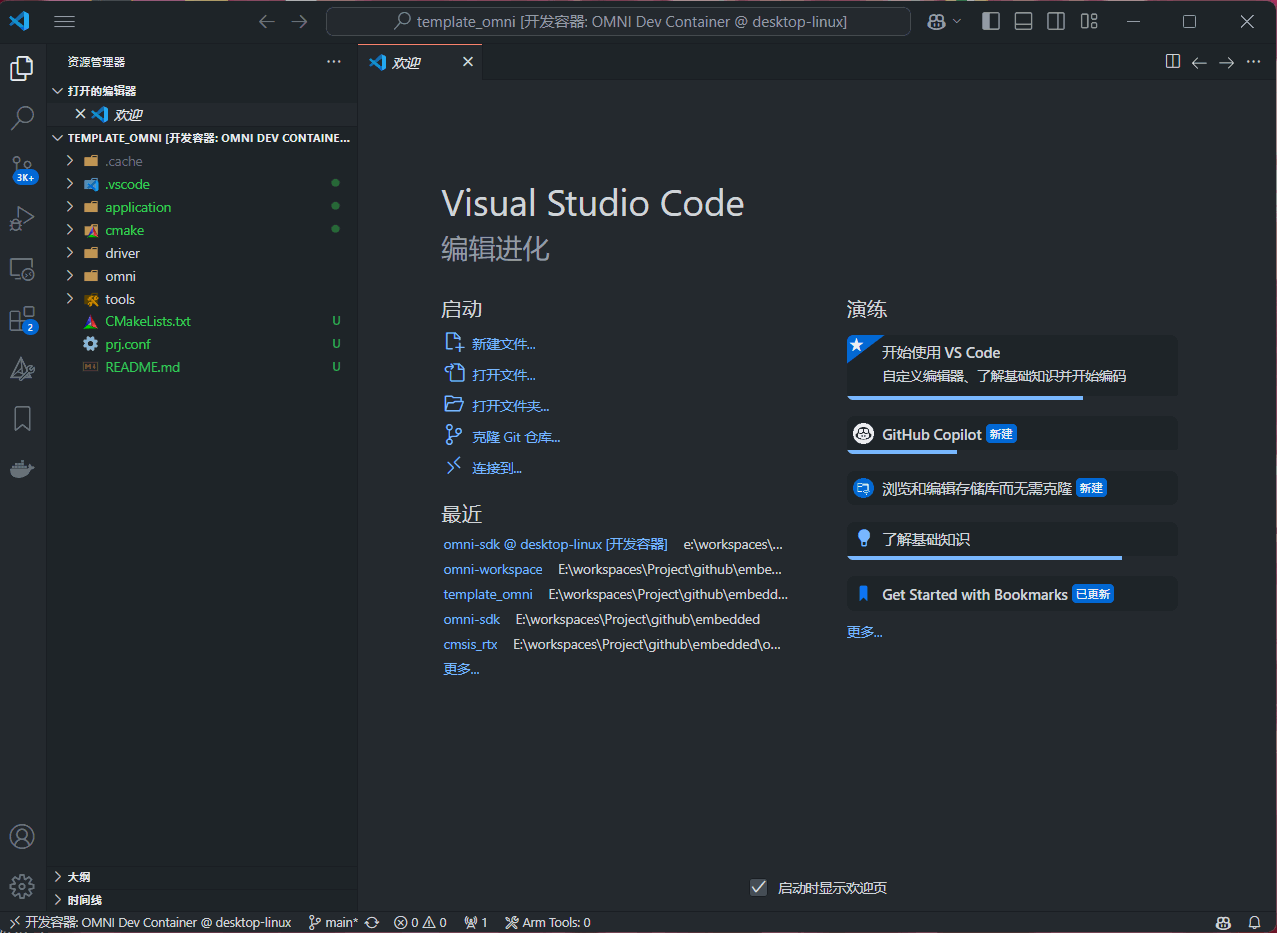 template_omni [开发容器: OMNI Dev Container @ desktop-linux]
资源管理器
打开的编辑器
欢迎
TEMPLATE_OMNI [开发容器: OMNI DEV CONTAINE...
.cache
.vscode
application
cmake
driver
omni
tools
CMakeLists.txt U
prj.conf U
README.md U
3K+
2
大纲
时间线
欢迎
Visual Studio Code
编辑进化
启动
新建文件...
打开文件...
打开文件夹...
克隆 Git 仓库...
连接到...
最近
omni-sdk @ desktop-linux [开发容器] e:\workspaces\...
omni-workspace E:\workspaces\Project\github\embe...
template_omni E:\workspaces\Project\github\embedd...
omni-sdk E:\workspaces\Project\github\embedded
cmsis_rtx E:\workspaces\Project\github\embedded\o...
更多...
演练
开始使用 VS Code
自定义编辑器、了解基础知识并开始编码
GitHub Copilot 新建
浏览和编辑存储库而无需克隆 新建
了解基础知识
Get Started with Bookmarks 已更新
更多...
启动时显示欢迎页
开发容器: OMNI Dev Container @ desktop-linux main* 0 0 1 Arm Tools: 0